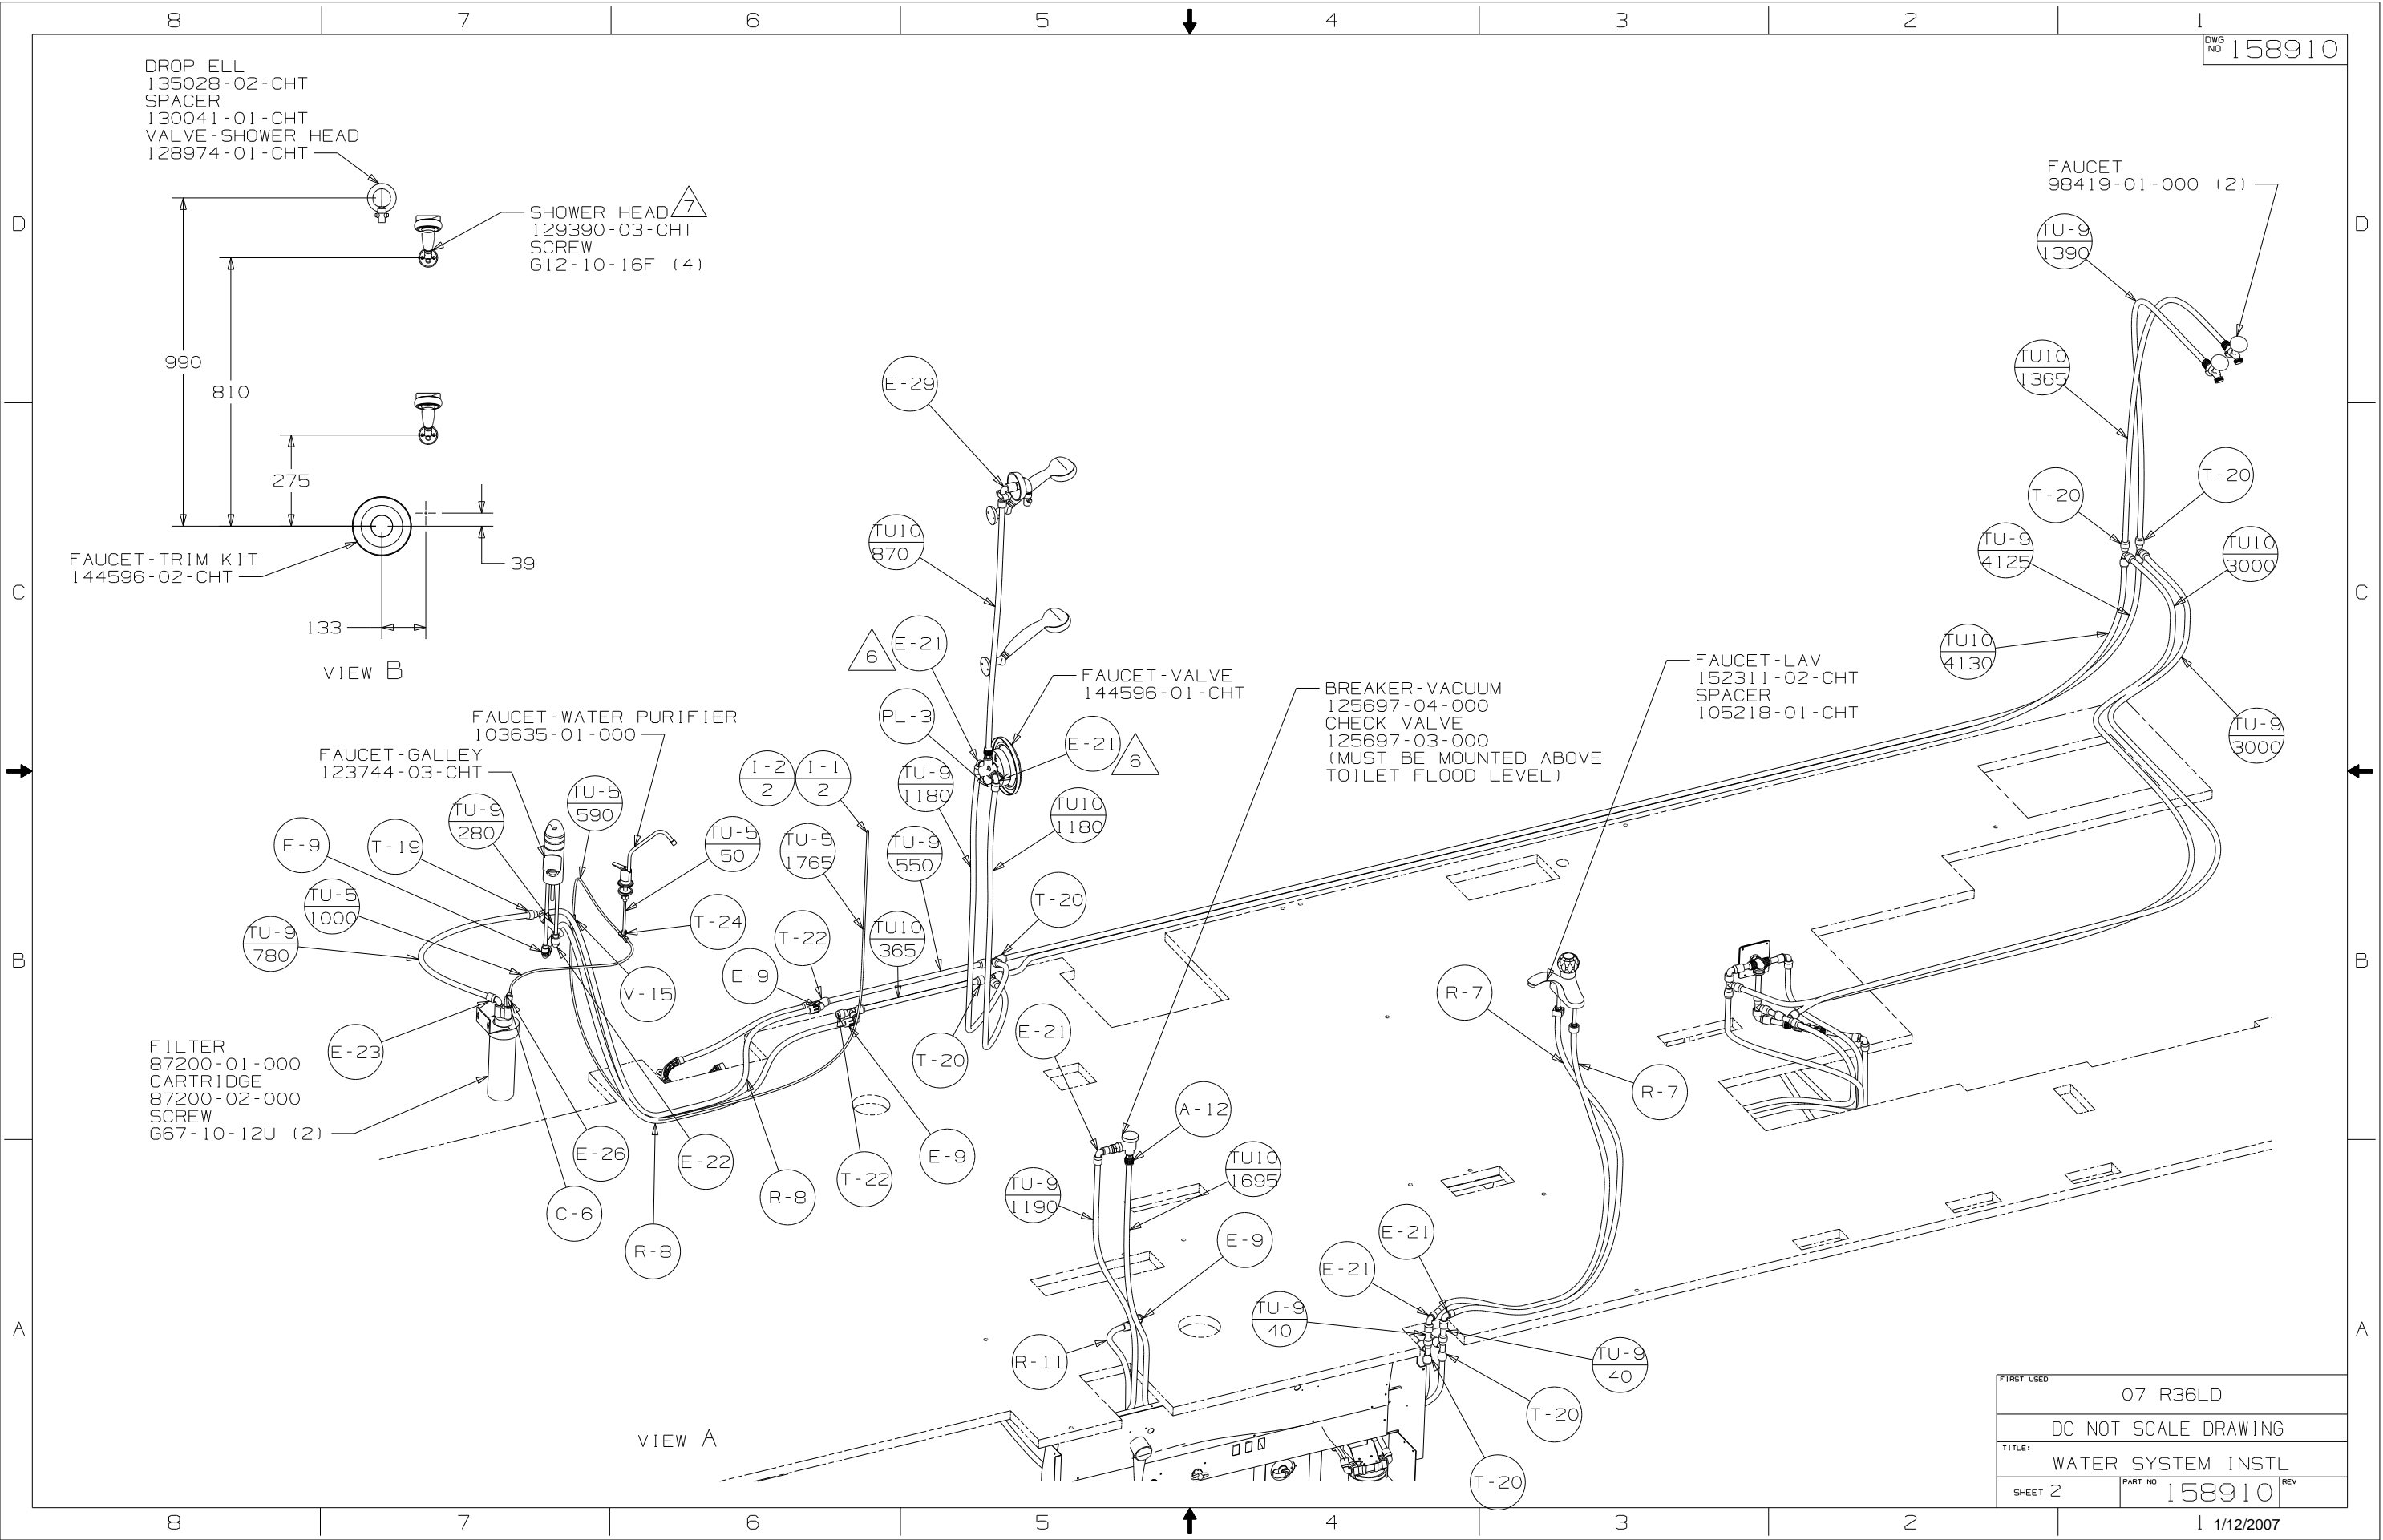 8 7 6 5 4 3 2 1
DWG NO 158910
DROP ELL
135028-02-CHT
SPACER
130041-01-CHT
VALVE-SHOWER HEAD
128974-01-CHT
SHOWER HEAD 7
129390-03-CHT
SCREW
G12-10-16F (4)
FAUCET
98419-01-000 (2)
D
D
TU-9
1390
990
810
TU10
1365
E-29
275
T-20
T-20
TU10
870
TU-9
4125
TU10
3000
FAUCET-TRIM KIT
144596-02-CHT
39
C
C
133
VIEW B
6
E-21
TU10
4130
FAUCET-VALVE
144596-01-CHT
BREAKER-VACUUM
125697-04-000
CHECK VALVE
125697-03-000
(MUST BE MOUNTED ABOVE
TOILET FLOOD LEVEL)
FAUCET-LAV
152311-02-CHT
SPACER
105218-01-CHT
FAUCET-WATER PURIFIER
103635-01-000
PL-3
E-21
6
TU-9
3000
FAUCET-GALLEY
123744-03-CHT
I-2
2
I-1
2
TU-9
1180
TU10
1180
TU-9
280
TU-5
590
TU-5
50
TU-5
1765
TU-9
550
E-9
T-19
TU-5
1000
T-24
T-22
TU10
365
T-20
TU-9
780
B
B
E-9
V-15
R-7
E-21
T-20
E-23
R-7
FILTER
87200-01-000
CARTRIDGE
87200-02-000
SCREW
G67-10-12U (2)
A-12
E-26
E-22
T-22
E-9
TU10
1695
TU-9
1190
C-6
R-8
R-8
E-9
E-21
E-21
TU-9
40
A
A
R-11
TU-9
40
T-20
T-20
VIEW A
FIRST USED
07 R36LD
DO NOT SCALE DRAWING
TITLE:
WATER SYSTEM INSTL
SHEET 2
PART NO 158910
REV
8 7 6 5 4 3 2 1
1/12/2007